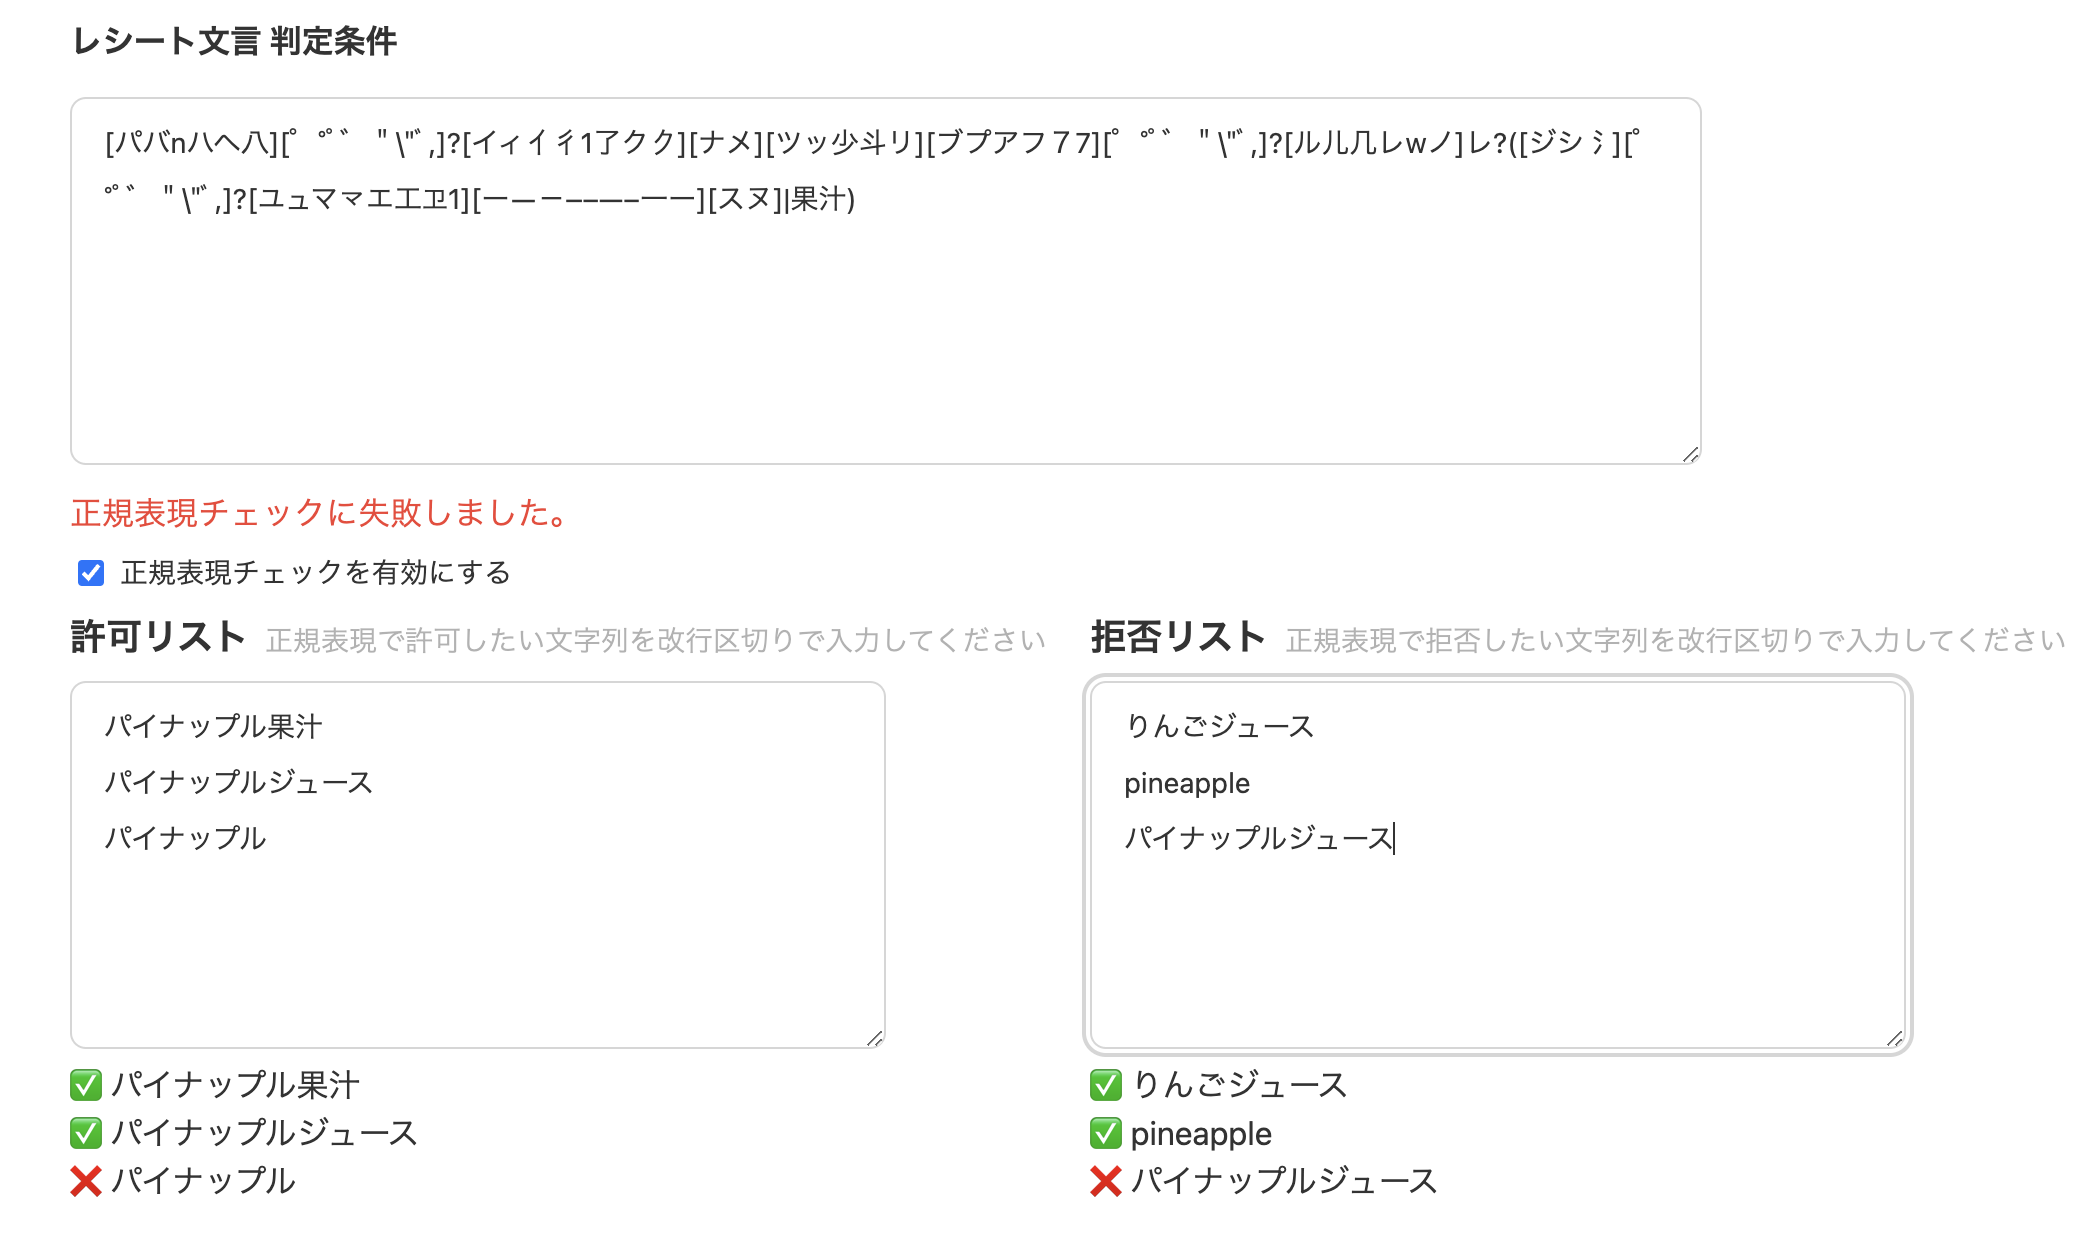 レシート文言 判定条件
[パバnハへ八][゜°゚゛ ＂\"ﾞ,]?[イィイ彳1了クク][ナメ][ツッ少斗リ][ブプアフ７7][゜°゚゛ ＂\"ﾞ,]?[ル儿几レwノ]レ?([ジシ氵][゜
°゚゛ ＂\"ﾞ,]?[ユュママエ工ヱ1][ー—－−–—–一一][スヌ]|果汁)
正規表現チェックに失敗しました。
正規表現チェックを有効にする
許可リスト 正規表現で許可したい文字列を改行区切りで入力してください
パイナップル果汁
パイナップルジュース
パイナップル
✅ パイナップル果汁
✅ パイナップルジュース
❌ パイナップル
拒否リスト 正規表現で拒否したい文字列を改行区切りで入力してください
りんごジュース
pineapple
パイナップルジュース
✅ りんごジュース
✅ pineapple
❌ パイナップルジュース